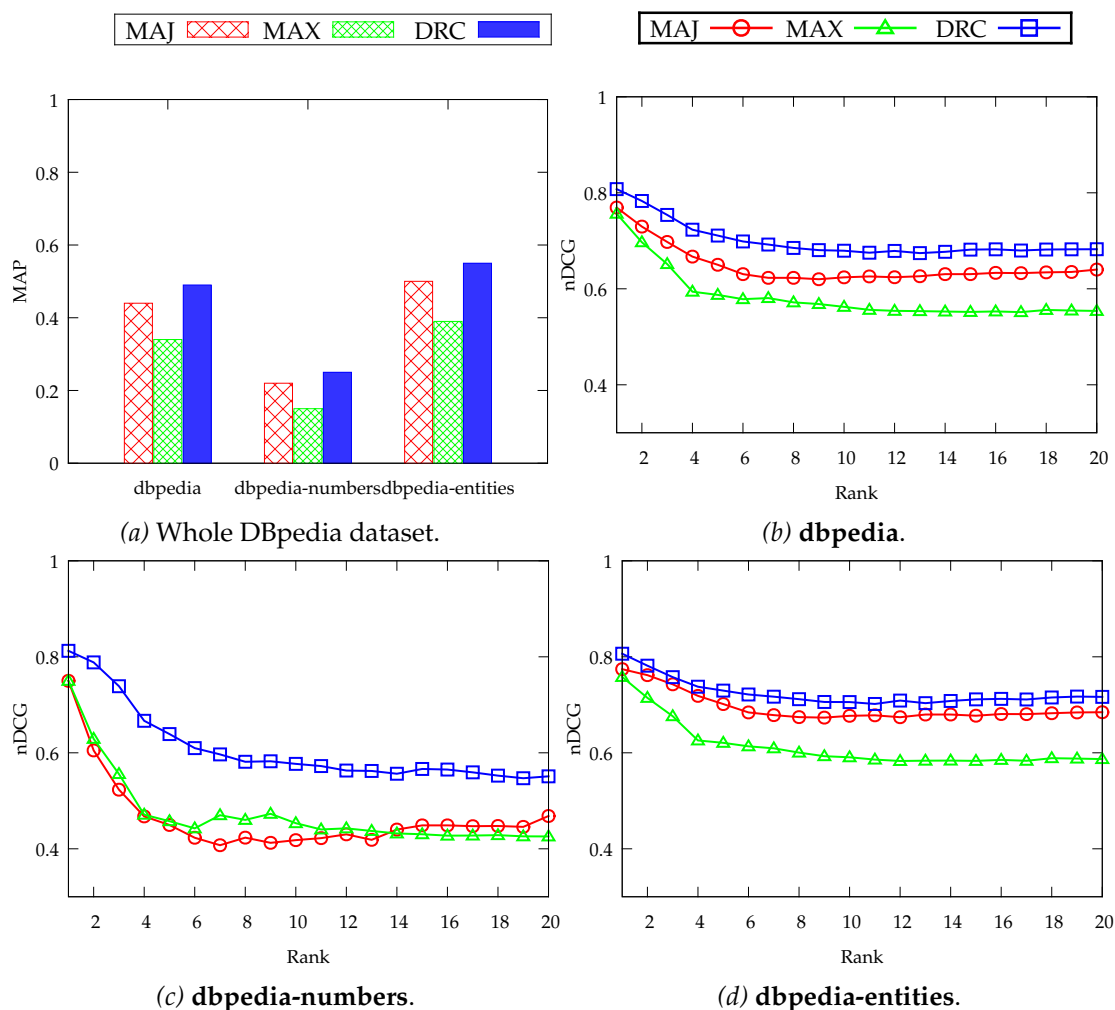 MAJ MAX DRC
MAJ MAX DRC
1
0.8
0.6
0.4
0.2
0
MAP
dbpedia dbpedia-numbers dbpedia-entities
(a) Whole DBpedia dataset.
1
0.8
0.6
0.4
nDCG
2 4 6 8 10 12 14 16 18 20
Rank
(b) dbpedia.
1
0.8
0.6
0.4
nDCG
2 4 6 8 10 12 14 16 18 20
Rank
(c) dbpedia-numbers.
1
0.8
0.6
0.4
nDCG
2 4 6 8 10 12 14 16 18 20
Rank
(d) dbpedia-entities.